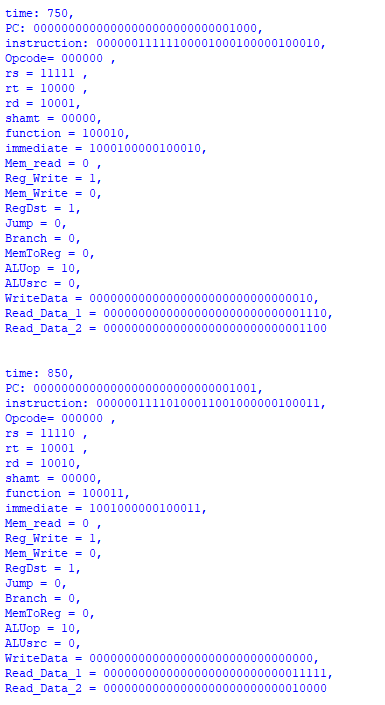 time: 750,
PC: 00000000000000000000000000001000,
instruction: 00000011111100001000100000100010,
Opcode= 000000 ,
rs = 11111 ,
rt = 10000 ,
rd = 10001,
shamt = 00000,
function = 100010,
immediate = 1000100000100010,
Mem_read = 0 ,
Reg_Write = 1,
Mem_Write = 0,
RegDst = 1,
Jump = 0,
Branch = 0,
MemToReg = 0,
ALUop = 10,
ALUsrc = 0,
WriteData = 00000000000000000000000000000010,
Read_Data_1 = 00000000000000000000000000001110,
Read_Data_2 = 00000000000000000000000000001100
time: 850,
PC: 00000000000000000000000000001001,
instruction: 00000011110100011001000000100011,
Opcode= 000000 ,
rs = 11110 ,
rt = 10001 ,
rd = 10010,
shamt = 00000,
function = 100011,
immediate = 1001000000100011,
Mem_read = 0 ,
Reg_Write = 1,
Mem_Write = 0,
RegDst = 1,
Jump = 0,
Branch = 0,
MemToReg = 0,
ALUop = 10,
ALUsrc = 0,
WriteData = 00000000000000000000000000000000,
Read_Data_1 = 00000000000000000000000000011111,
Read_Data_2 = 00000000000000000000000000010000